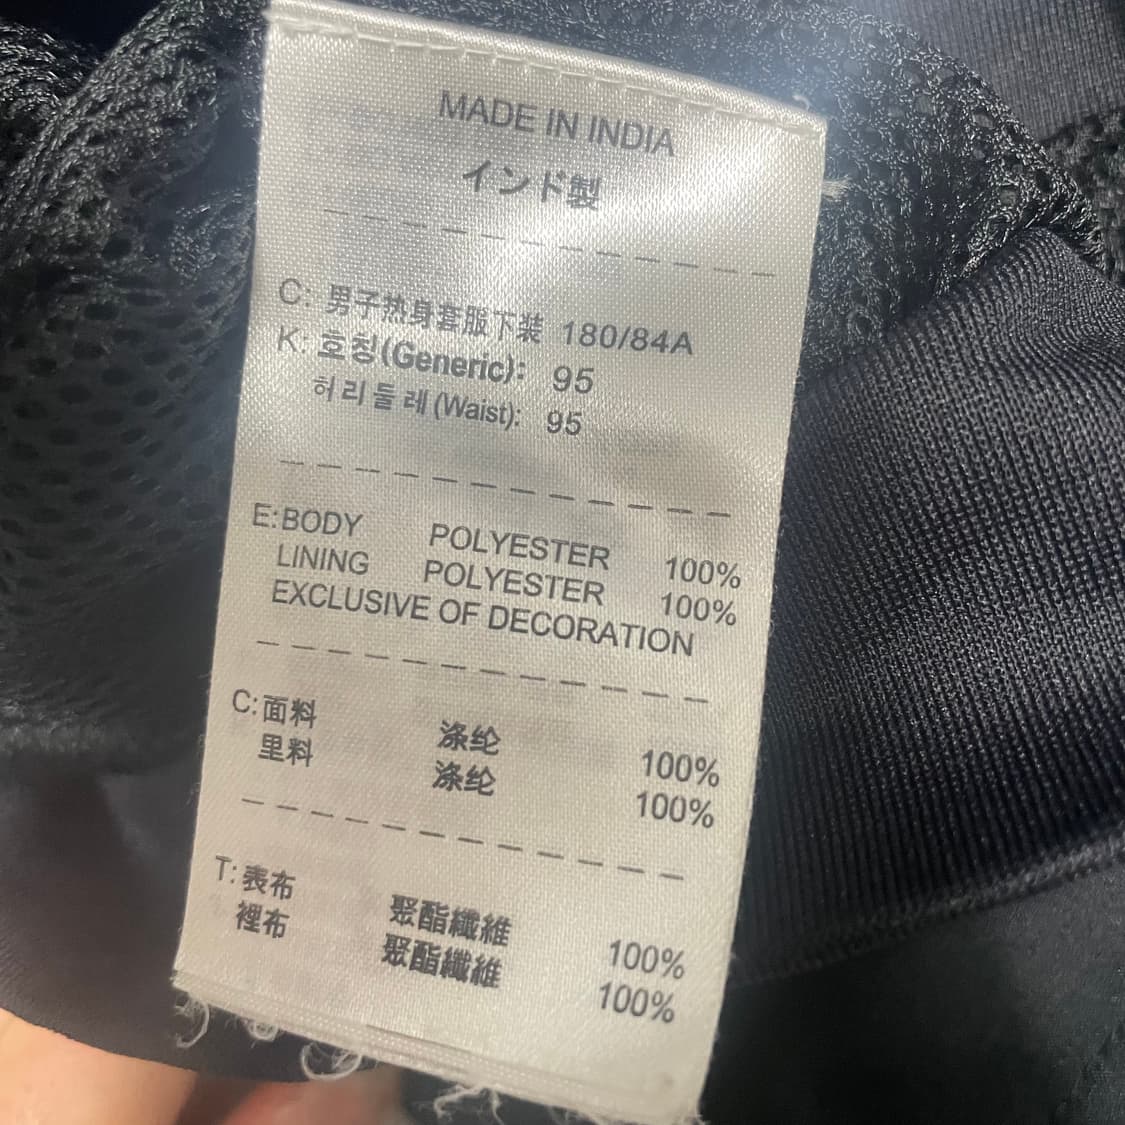 MADE IN INDIA
インド製
C: 男子热身套服下装 180/84A
K: 호칭(Generic): 95
허리둘레(Waist): 95
E:BODY POLYESTER 100%
LINING POLYESTER 100%
EXCLUSIVE OF DECORATION
C:面料 涤纶 100%
里料 涤纶 100%
T:表布 聚酯纖維 100%
裡布 聚酯纖維 100%